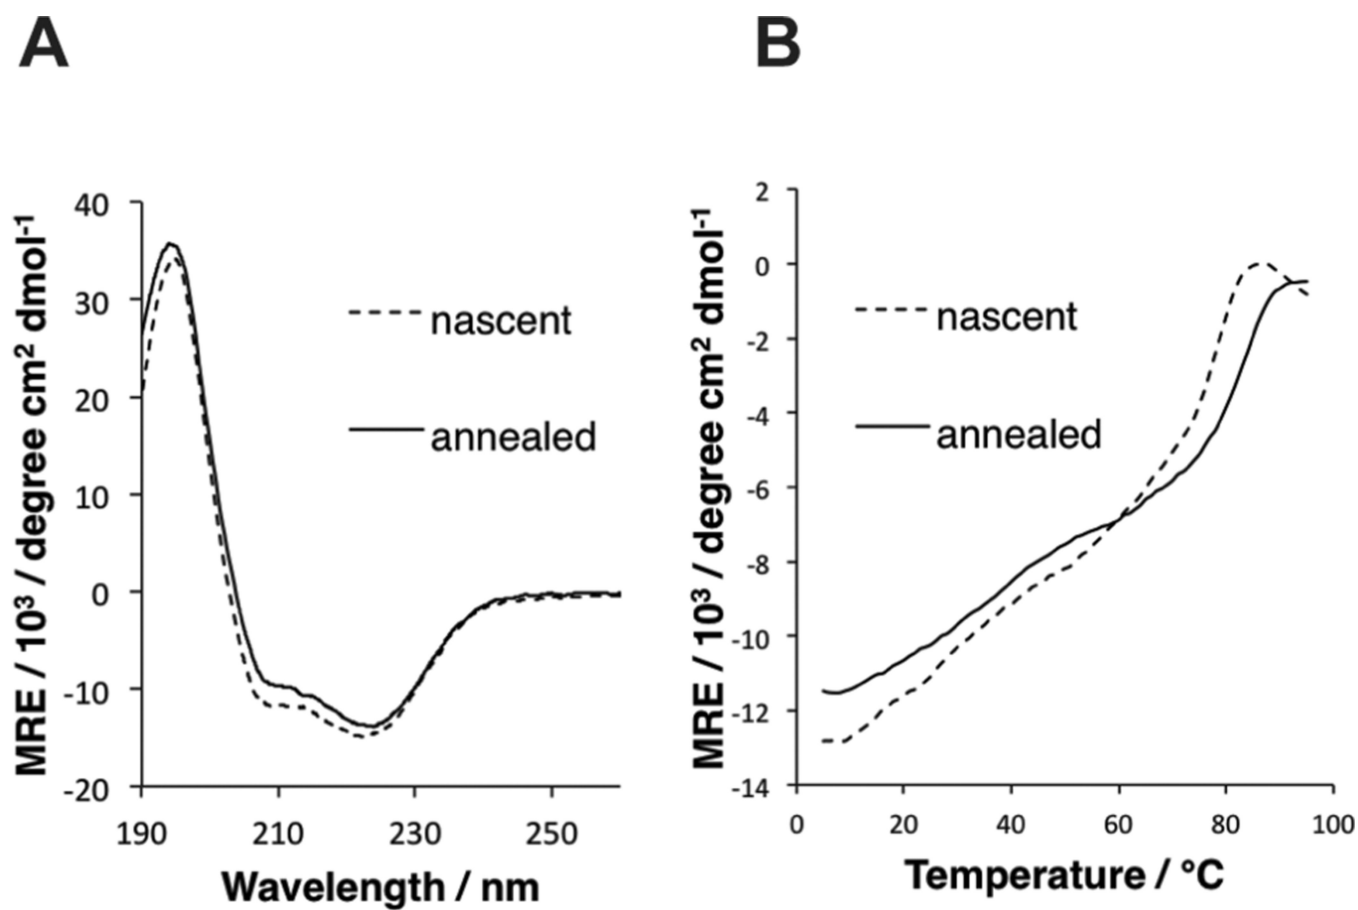 A
B
MRE / 10³ / degree cm² dmol⁻¹
40
30
20
10
0
-10
-20
190
210
230
250
Wavelength / nm
nascent
annealed
MRE / 10³ / degree cm² dmol⁻¹
2
0
-2
-4
-6
-8
-10
-12
-14
0
20
40
60
80
100
Temperature / °C
nascent
annealed